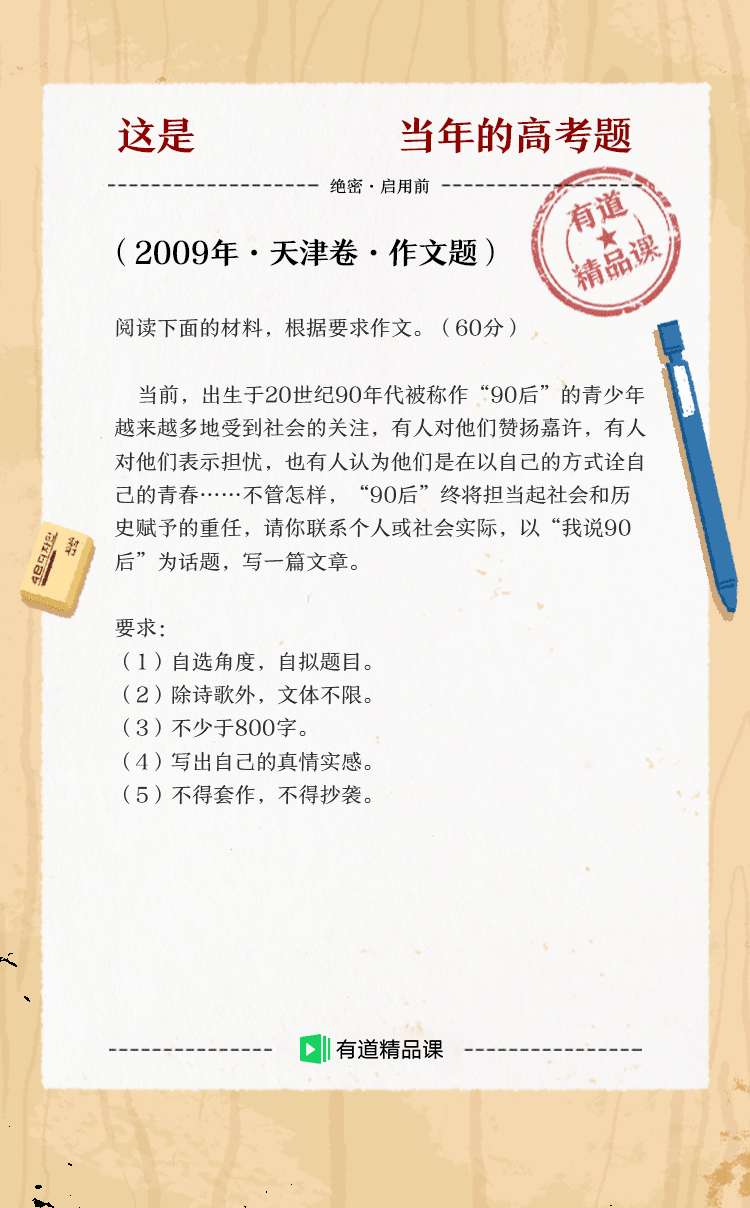 这是 当年的高考题
绝密·启用前
有道
精品课
（2009年·天津卷·作文题）
阅读下面的材料，根据要求作文。（60分）
当前，出生于20世纪90年代被称作“90后”的青少年
越来越多地受到社会的关注，有人对他们赞扬嘉许，有人
对他们表示担忧，也有人认为他们是在以自己的方式诠自
己的青春……不管怎样，“90后”终将担当起社会和历
史赋予的重任，请你联系个人或社会实际，以“我说90
后”为话题，写一篇文章。
要求：
（1）自选角度，自拟题目。
（2）除诗歌外，文体不限。
（3）不少于800字。
（4）写出自己的真情实感。
（5）不得套作，不得抄袭。
有道精品课